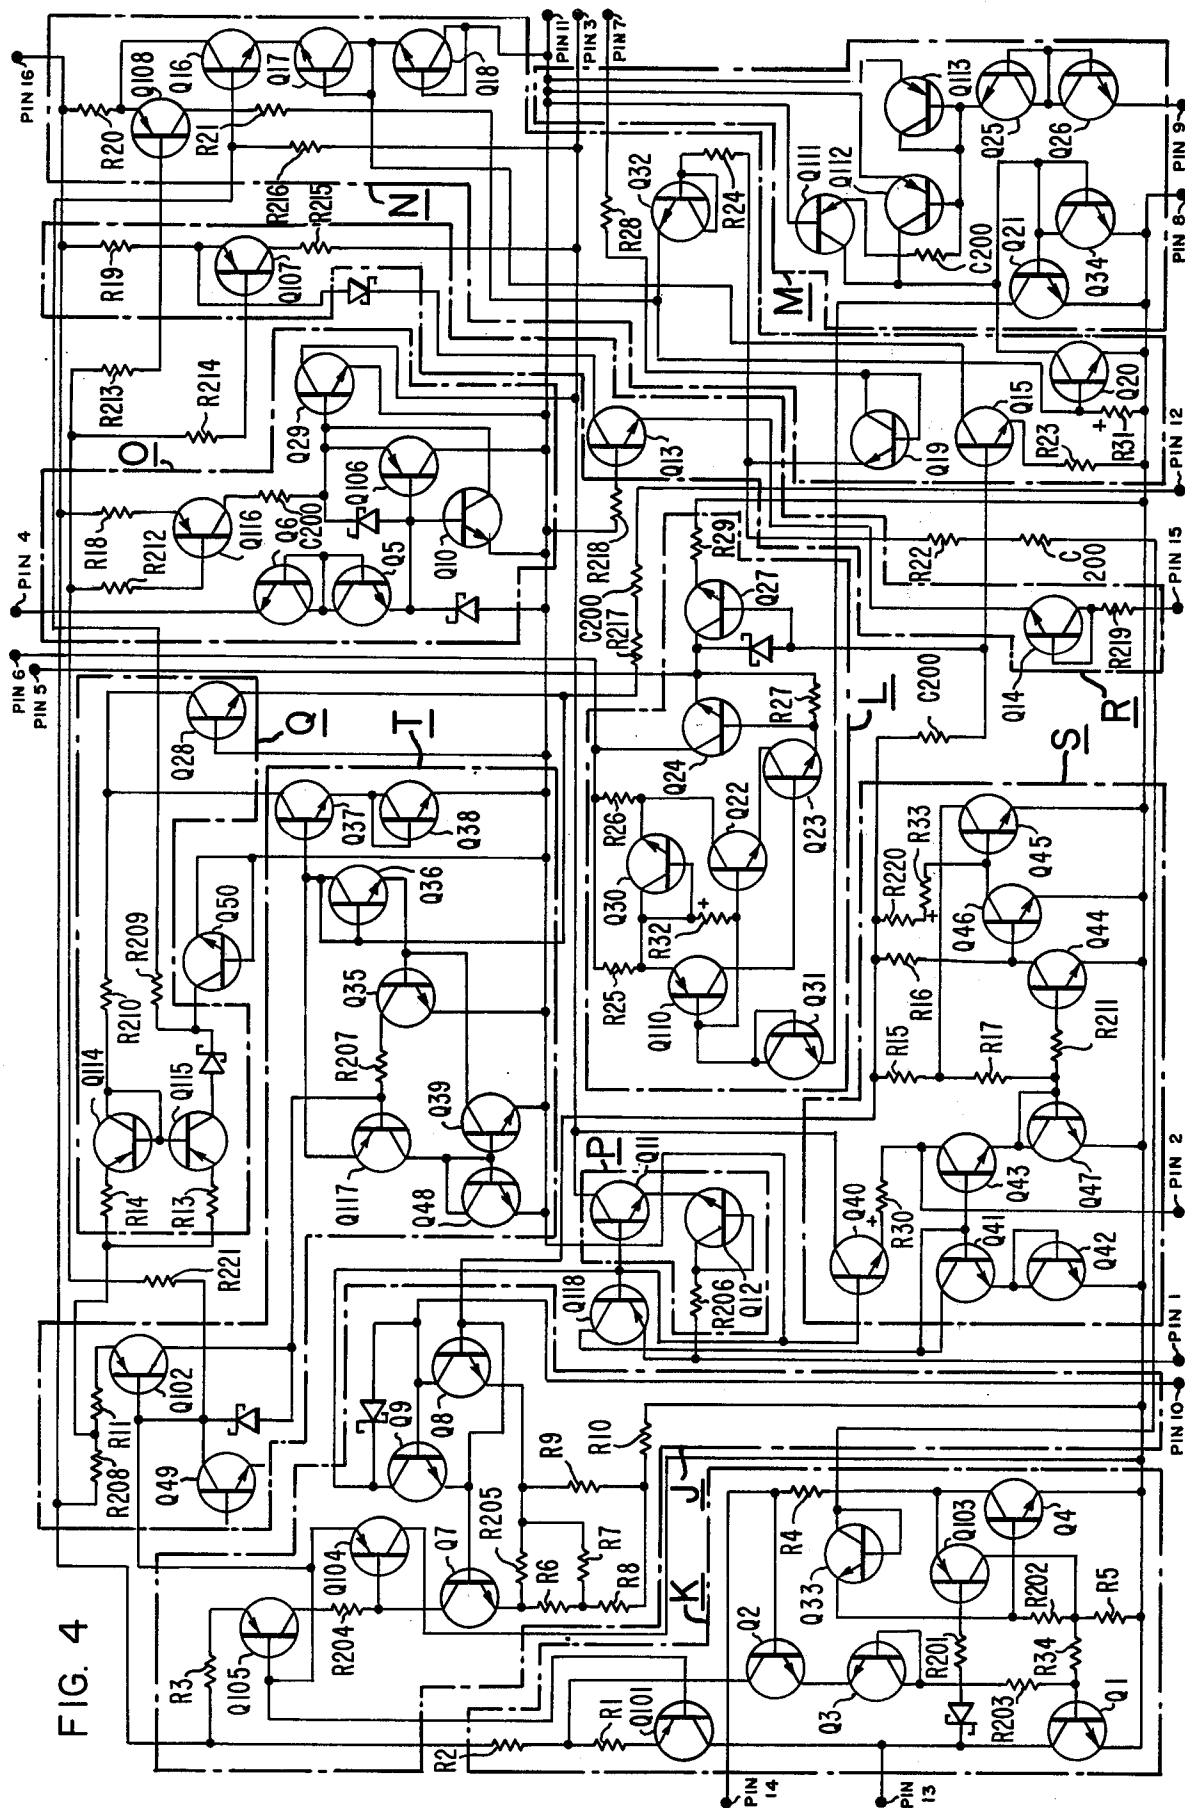 FIG. 4
PIN 16
R20
Q108
Q16
Q17
Q18
R21
R216
N
PIN 11
PIN 3
PIN 7
R19
Q107
R215
R213
R214
O
R18
R212
Q116
Q6
C200
Q5
Q106
Q10
Q29
PIN 4
PIN 6
PIN 5
Q28
Q
T
Q37
Q38
Q36
Q50
R209
R210
Q114
Q115
R14
R13
R221
Q35
R207
Q117
Q39
Q48
Q102
R11
R208
Q49
Q9
Q8
R9
R10
Q104
Q7
R205
R6
R7
R8
R3
Q105
R204
R28
Q32
R24
M
Q111
Q112
Q113
C200
Q25
Q26
Q21
Q34
PIN 9
PIN 8
Q13
R218
C200
R217
Q19
Q15
R23
Q20
+
R31
PIN 12
R29
Q27
R27
L
Q24
Q23
R26
Q22
Q30
R32
+
R25
Q110
Q31
R22
C
200
PIN 15
Q14
R219
R
S
C200
R220
R33
+
Q45
Q46
R16
Q44
R15
R17
R211
P
Q11
Q118
R206
Q12
Q40
+
R30
Q43
Q41
Q47
Q42
PIN 2
PIN 1
PIN 10
J
K
R4
Q33
Q103
Q4
Q2
Q3
R201
R202
R5
R34
R203
Q1
R2
R1
Q101
PIN
14
PIN
13